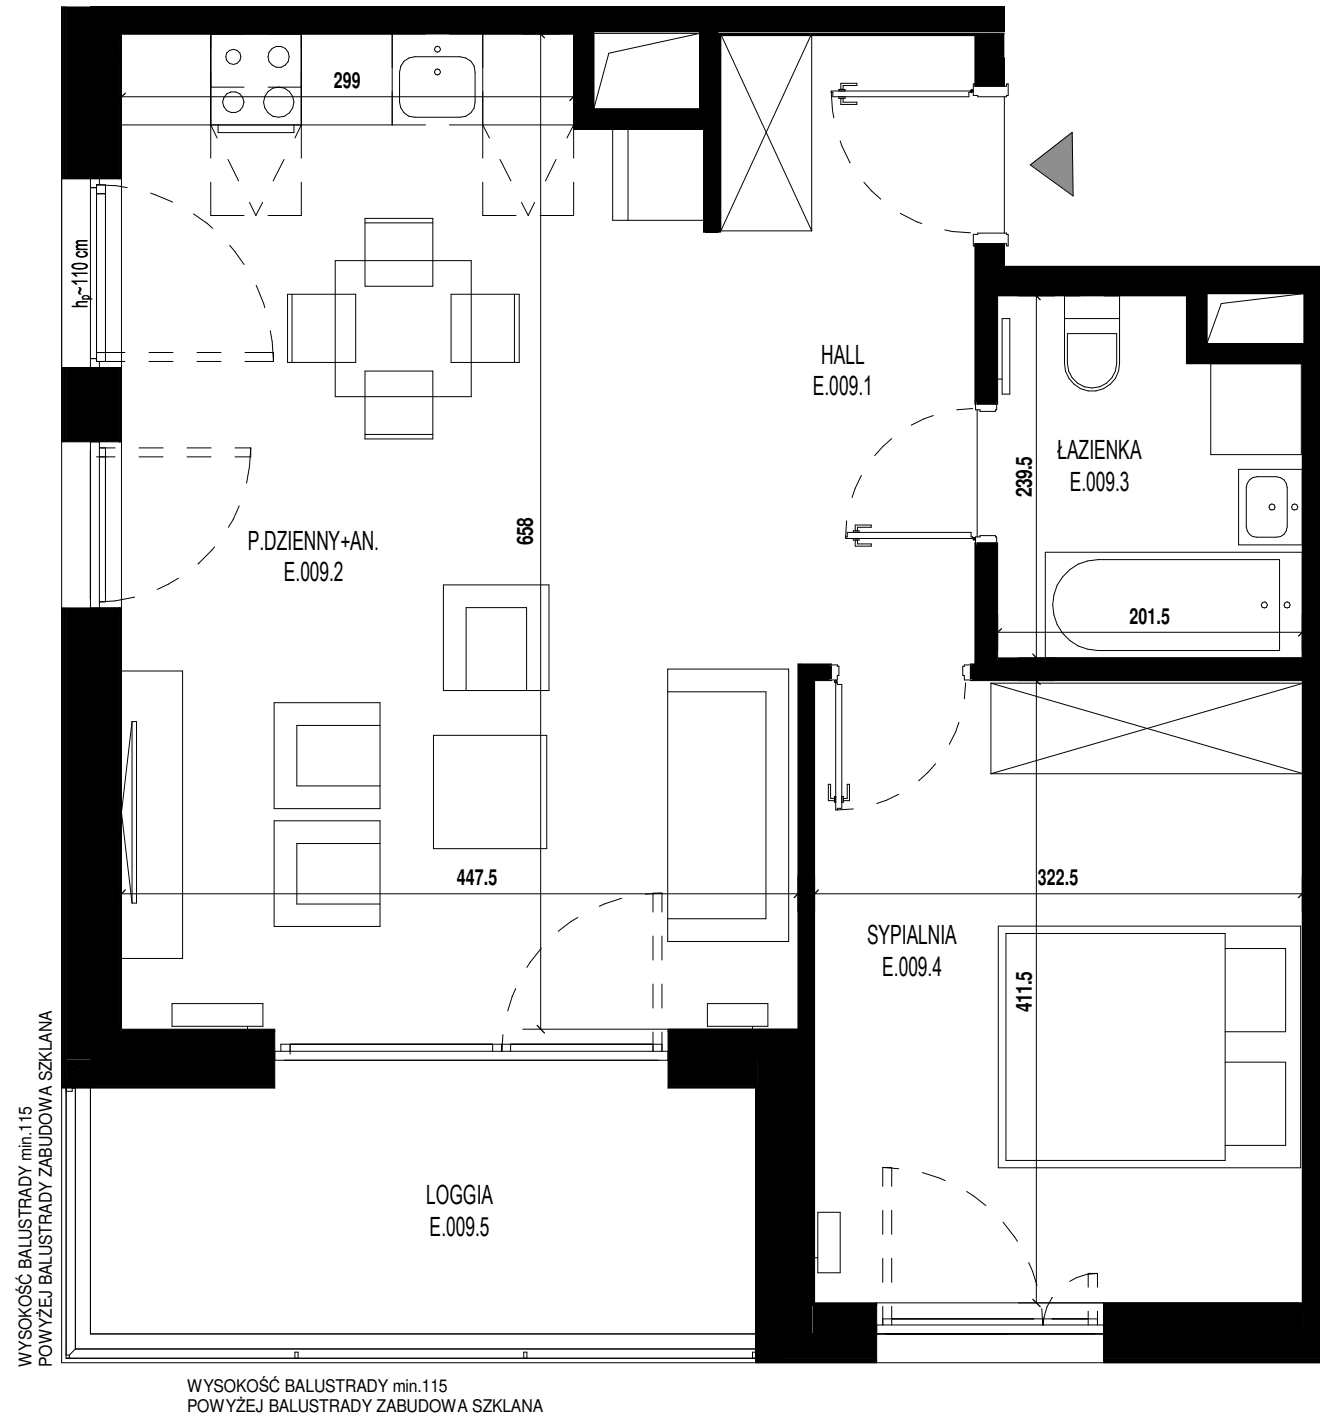 299
hp~110 cm
HALL
E.009.1
ŁAZIENKA
E.009.3
239.5
658
P.DZIENNY+AN.
E.009.2
201.5
447.5
322.5
SYPIALNIA
E.009.4
411.5
LOGGIA
E.009.5
WYSOKOŚĆ BALUSTRADY min.115
POWYŻEJ BALUSTRADY ZABUDOWA SZKLANA
WYSOKOŚĆ BALUSTRADY min.115
POWYŻEJ BALUSTRADY ZABUDOWA SZKLANA